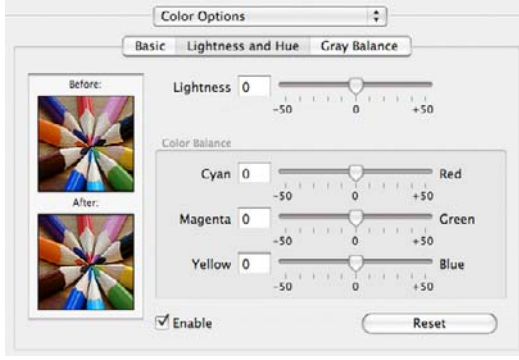 Color Options
Basic Lightness and Hue Gray Balance
Before:
After:
Lightness 0
-50 0 +50
Color Balance
Cyan 0 Red
-50 0 +50
Magenta 0 Green
-50 0 +50
Yellow 0 Blue
-50 0 +50
Enable Reset